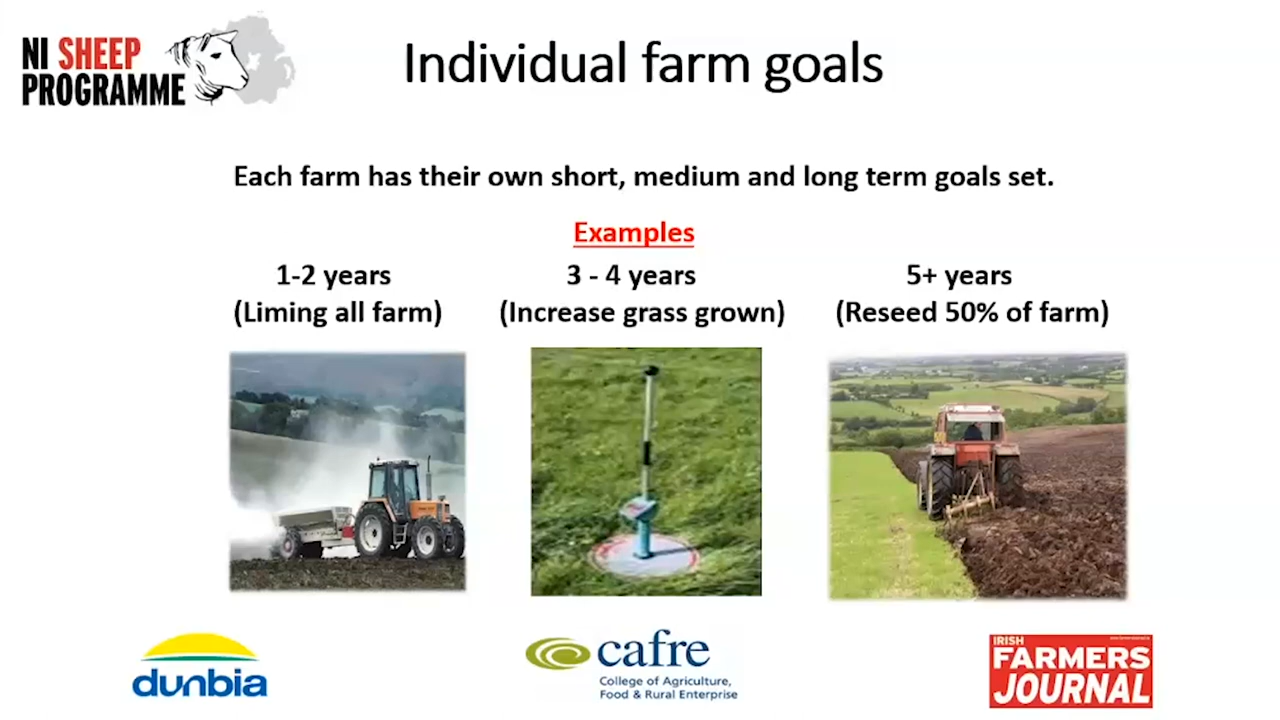 NI SHEEP
PROGRAMME
Individual farm goals
Each farm has their own short, medium and long term goals set.
Examples
1-2 years
(Liming all farm)
3 - 4 years
(Increase grass grown)
5+ years
(Reseed 50% of farm)
dunbia
cafre
College of Agriculture,
Food & Rural Enterprise
IRISH
FARMERS
JOURNAL